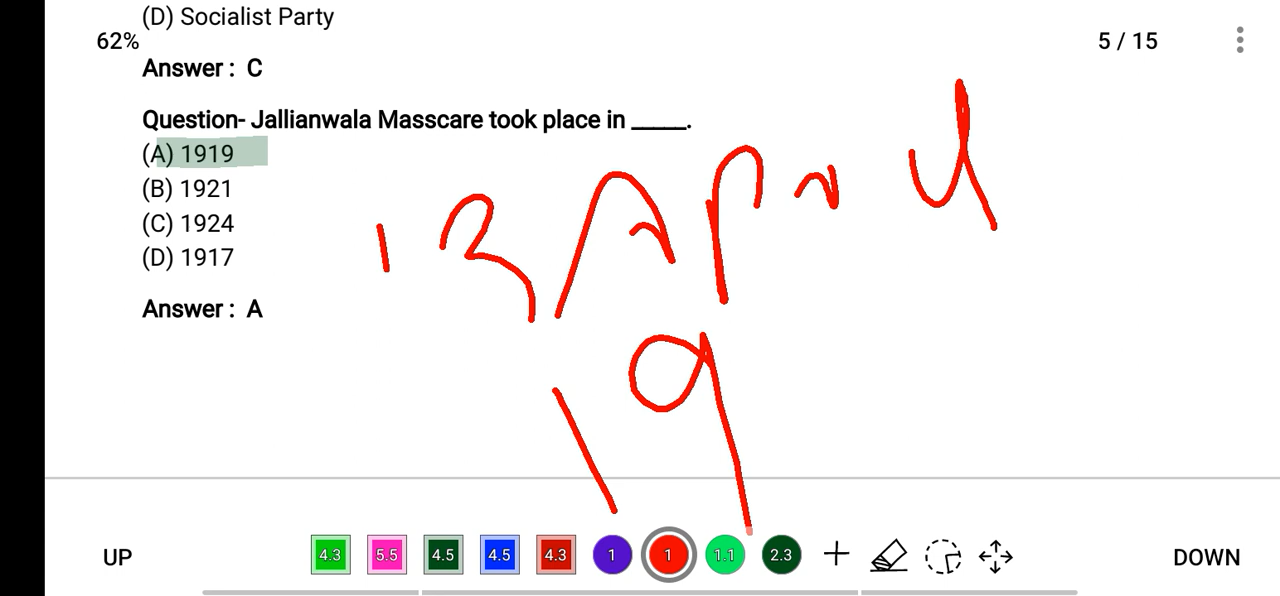 (D) Socialist Party
62%
5 / 15
Answer : C
Question- Jallianwala Masscare took place in _____.
(A) 1919
(B) 1921
(C) 1924
(D) 1917
13 April
Answer : A
19
UP
4.3 5.5 4.5 4.5 4.3 1 1 1.1 2.3
DOWN